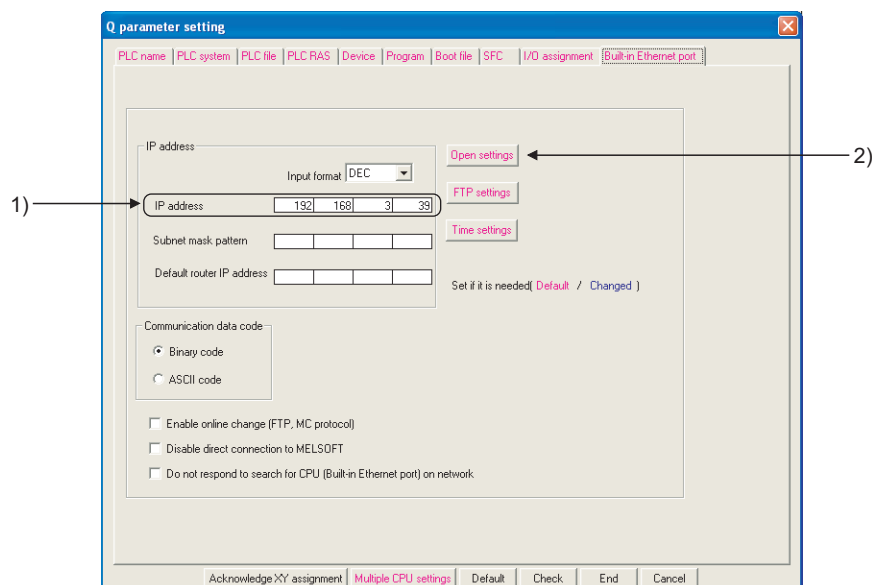 Q parameter setting
PLC name PLC system PLC file PLC RAS Device Program Boot file SFC I/O assignment Built-in Ethernet port
IP address
Input format DEC
Open settings
2)
1)
IP address 192 168 3 39
FTP settings
Subnet mask pattern
Time settings
Default router IP address
Set if it is needed( Default / Changed )
Communication data code
Binary code
ASCII code
Enable online change (FTP, MC protocol)
Disable direct connection to MELSOFT
Do not respond to search for CPU (Built-in Ethernet port) on network
Acknowledge XY assignment Multiple CPU settings Default Check End Cancel